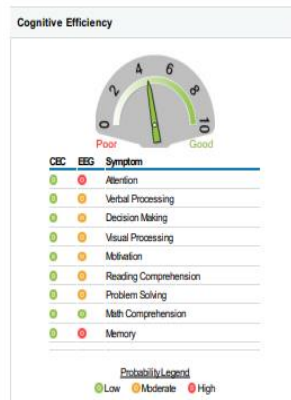 Cognitive Efficiency
0 2 4 6 8 10
Poor Good
CEC EEG Symptom
Attention
Verbal Processing
Decision Making
Visual Processing
Motivation
Reading Comprehension
Problem Solving
Math Comprehension
Memory
Probability Legend
Low Moderate High